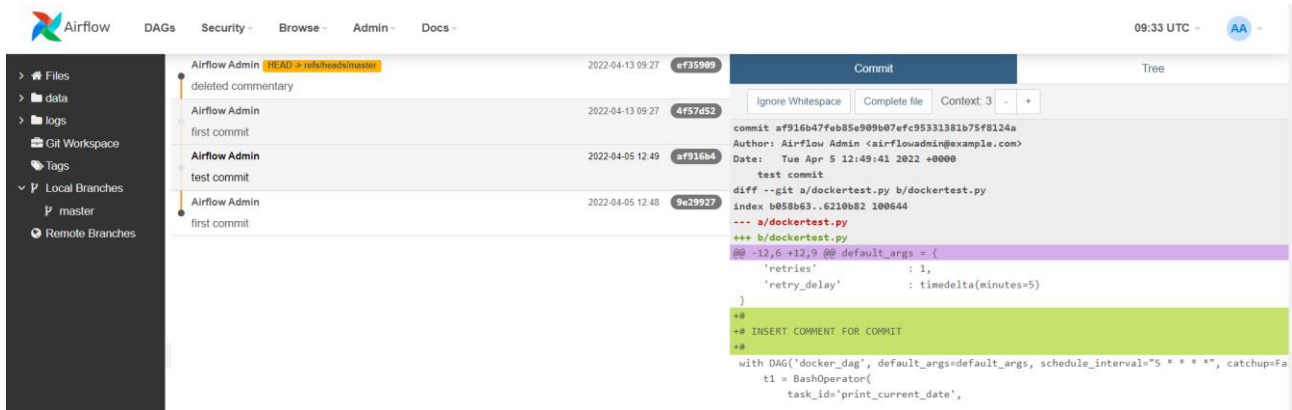 Airflow DAGs Security Browse Admin Docs 09:33 UTC AA
Files
data
logs
Git Workspace
Tags
Local Branches
master
Remote Branches
Airflow Admin HEAD -> refs/heads/master 2022-04-13 09:27 ef35909
deleted commentary
Airflow Admin 2022-04-13 09:27 4f57d52
first commit
Airflow Admin 2022-04-05 12:49 af916b4
test commit
Airflow Admin 2022-04-05 12:48 9e29927
first commit
Commit Tree
Ignore Whitespace Complete file Context: 3 - +
commit af916b47feb85e909b07efc95331381b75f8124a
Author: Airflow Admin <airflowadmin@example.com>
Date: Tue Apr 5 12:49:41 2022 +0000
test commit
diff --git a/dockertest.py b/dockertest.py
index b058b63..6210b82 100644
--- a/dockertest.py
+++ b/dockertest.py
@@ -12,6 +12,9 @@ default_args = {
'retries' : 1,
'retry_delay' : timedelta(minutes=5)
}
+#
+# INSERT COMMENT FOR COMMIT
+#
with DAG('docker_dag', default_args=default_args, schedule_interval="5 * * * *", catchup=Fa
t1 = BashOperator(
task_id='print_current_date',